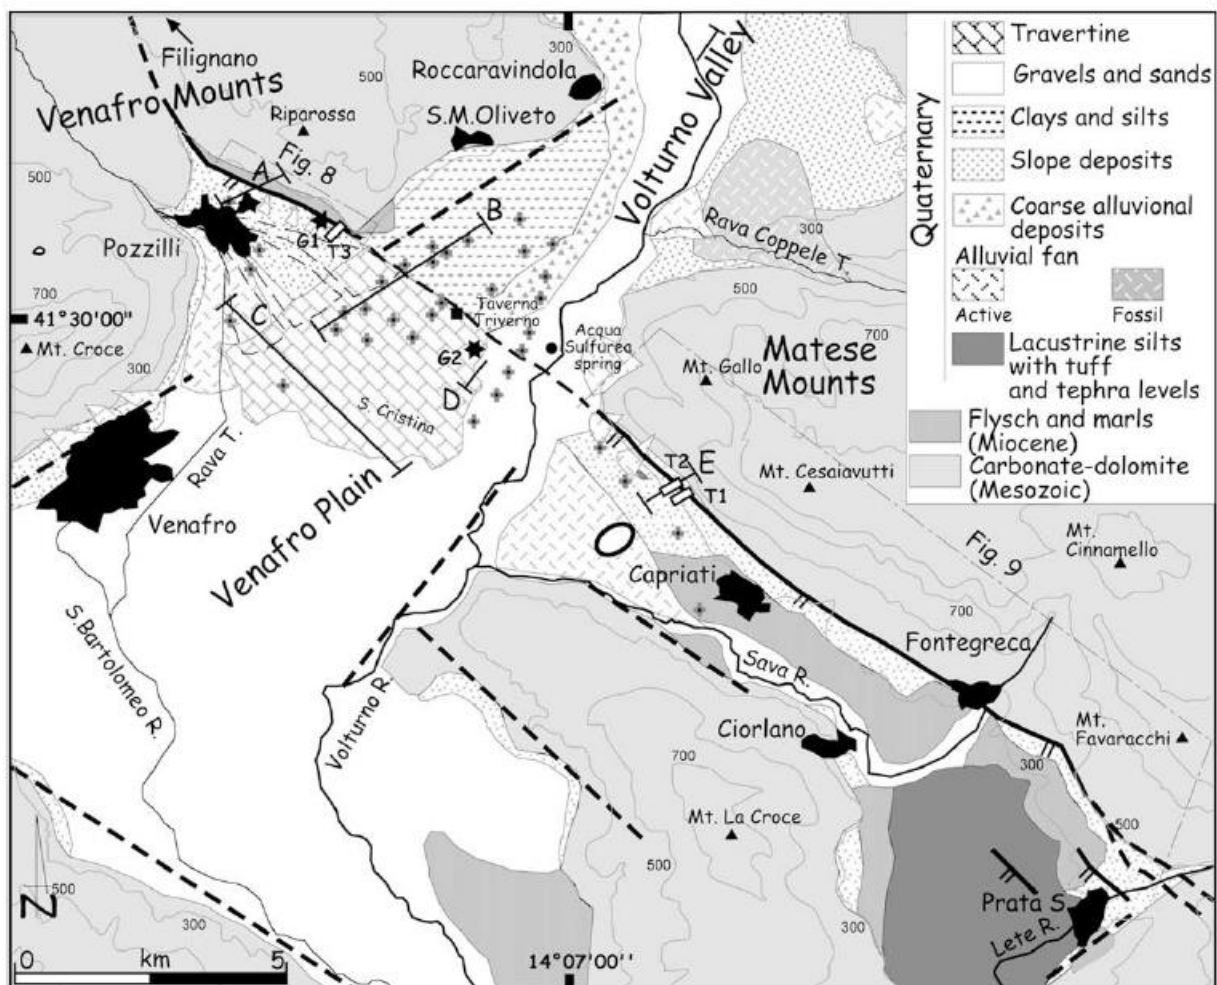 Filignano
Venafro Mounts
500
Roccaravindola
300
Riparossa
S.M.Oliveto
Fig. 8
A
500
Pozzilli
G1
T3
B
Volturno Valley
Rava Coppele T.
300
500
700
41°30'00"
Mt. Croce
300
C
Taverna
Triverno
Acqua
Sulfurea
spring
G2
D
S. Cristina
700
Mt. Gallo
Matese
Mounts
Rava T.
Venafro
Venafro Plain
T2
E
T1
Mt. Cesaiavutti
Fig. 9
Mt.
Cinnamello
Capriati
700
Fontegreca
S.Bartolomeo R.
Volturno R.
Sava R.
Ciorlano
700
Mt.
Favaracchi
300
Mt. La Croce
500
500
300
Prata S.
Lete R.
500
300
N
0
km
5
14°07'00''
Quaternary
Travertine
Gravels and sands
Clays and silts
Slope deposits
Coarse alluvional
deposits
Alluvial fan
Active
Fossil
Lacustrine silts
with tuff
and tephra levels
Flysch and marls
(Miocene)
Carbonate-dolomite
(Mesozoic)